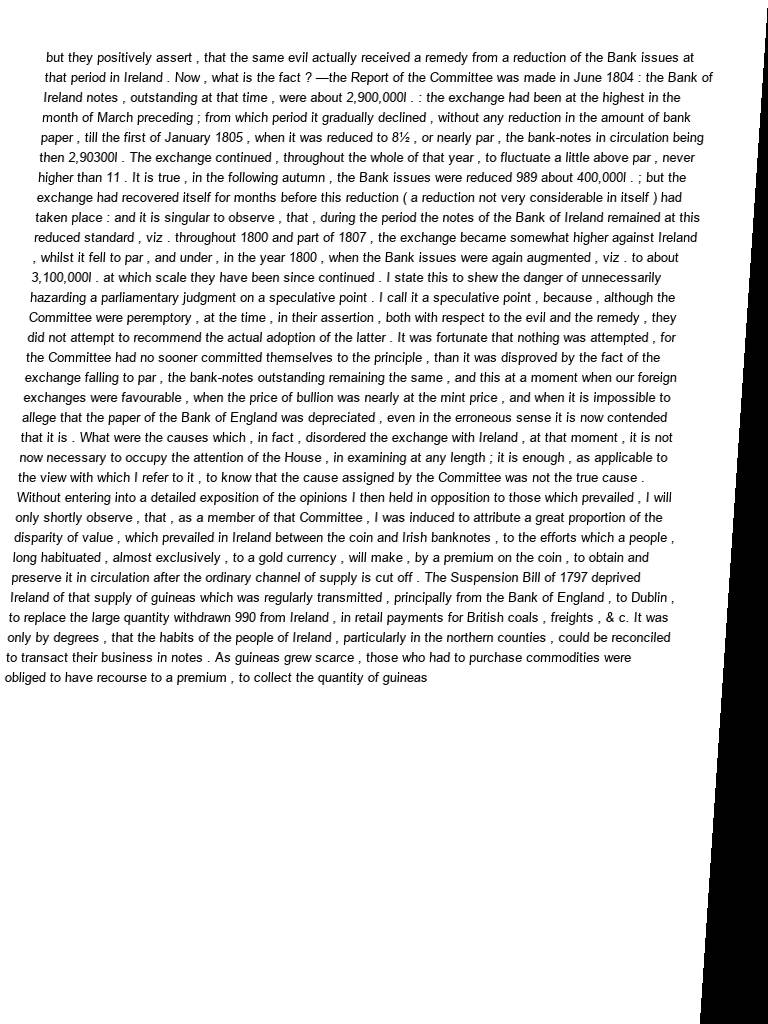 but they positively assert , that the same evil actually received a remedy from a reduction of the Bank issues at
that period in Ireland . Now , what is the fact ? —the Report of the Committee was made in June 1804 : the Bank of
Ireland notes , outstanding at that time , were about 2,900,000l . : the exchange had been at the highest in the
month of March preceding ; from which period it gradually declined , without any reduction in the amount of bank
paper , till the first of January 1805 , when it was reduced to 8½ , or nearly par , the bank-notes in circulation being
then 2,90300l . The exchange continued , throughout the whole of that year , to fluctuate a little above par , never
higher than 11 . It is true , in the following autumn , the Bank issues were reduced 989 about 400,000l . ; but the
exchange had recovered itself for months before this reduction ( a reduction not very considerable in itself ) had
taken place : and it is singular to observe , that , during the period the notes of the Bank of Ireland remained at this
reduced standard , viz . throughout 1800 and part of 1807 , the exchange became somewhat higher against Ireland
, whilst it fell to par , and under , in the year 1800 , when the Bank issues were again augmented , viz . to about
3,100,000l . at which scale they have been since continued . I state this to shew the danger of unnecessarily
hazarding a parliamentary judgment on a speculative point . I call it a speculative point , because , although the
Committee were peremptory , at the time , in their assertion , both with respect to the evil and the remedy , they
did not attempt to recommend the actual adoption of the latter . It was fortunate that nothing was attempted , for
the Committee had no sooner committed themselves to the principle , than it was disproved by the fact of the
exchange falling to par , the bank-notes outstanding remaining the same , and this at a moment when our foreign
exchanges were favourable , when the price of bullion was nearly at the mint price , and when it is impossible to
allege that the paper of the Bank of England was depreciated , even in the erroneous sense it is now contended
that it is . What were the causes which , in fact , disordered the exchange with Ireland , at that moment , it is not
now necessary to occupy the attention of the House , in examining at any length ; it is enough , as applicable to
the view with which I refer to it , to know that the cause assigned by the Committee was not the true cause .
Without entering into a detailed exposition of the opinions I then held in opposition to those which prevailed , I will
only shortly observe , that , as a member of that Committee , I was induced to attribute a great proportion of the
disparity of value , which prevailed in Ireland between the coin and Irish banknotes , to the efforts which a people ,
long habituated , almost exclusively , to a gold currency , will make , by a premium on the coin , to obtain and
preserve it in circulation after the ordinary channel of supply is cut off . The Suspension Bill of 1797 deprived
Ireland of that supply of guineas which was regularly transmitted , principally from the Bank of England , to Dublin ,
to replace the large quantity withdrawn 990 from Ireland , in retail payments for British coals , freights , & c. It was
only by degrees , that the habits of the people of Ireland , particularly in the northern counties , could be reconciled
to transact their business in notes . As guineas grew scarce , those who had to purchase commodities were
obliged to have recourse to a premium , to collect the quantity of guineas